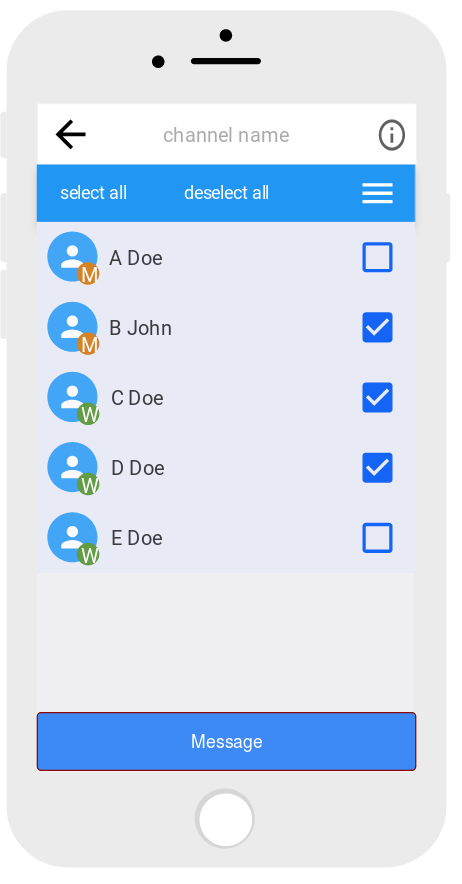 channel name
select all deselect all
A Doe
M
B John
M
C Doe
W
D Doe
W
E Doe
W
Message